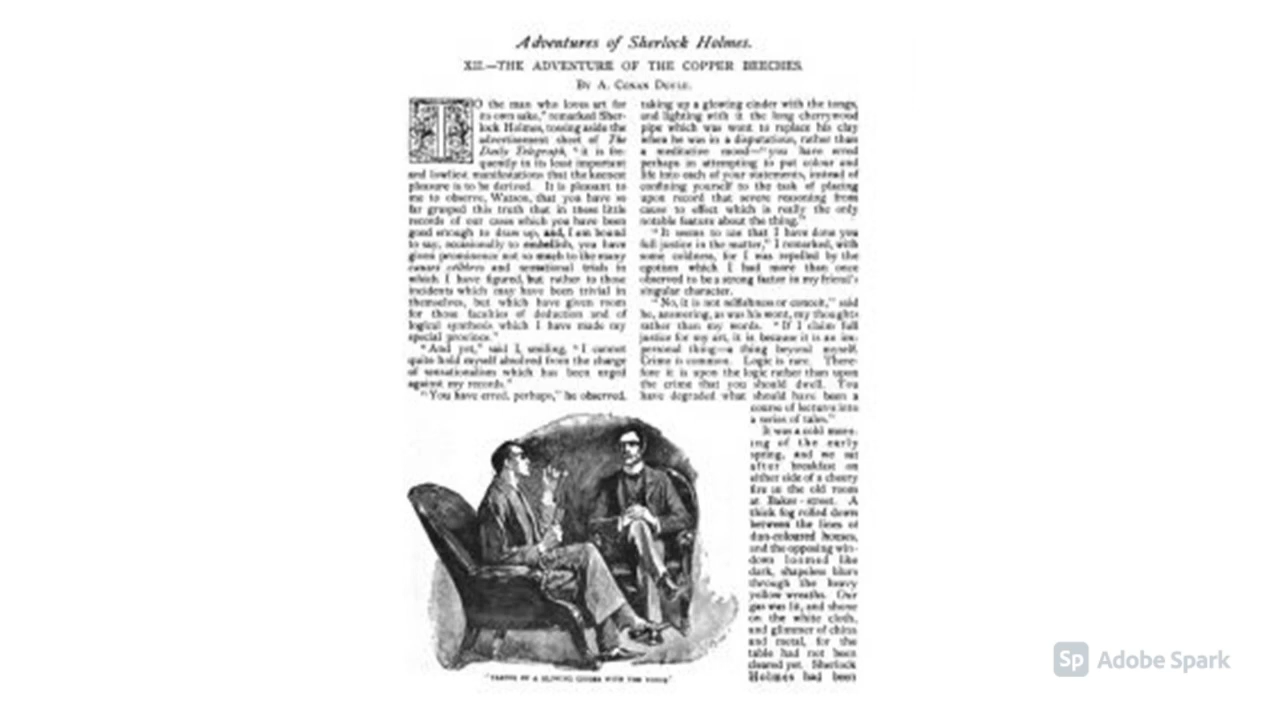 Adventures of Sherlock Holmes.
XII.—THE ADVENTURE OF THE COPPER BEECHES.
BY A. CONAN DOYLE.
TO the man who loves art for
its own sake," remarked Sher-
lock Holmes, tossing aside the
advertisement sheet of The
Daily Telegraph, "it is fre-
quently in its least important
and lowliest manifestations that the keenest
pleasure is to be derived. It is pleasant to
me to observe, Watson, that you have so
far grasped this truth that in these little
records of our cases which you have been
good enough to draw up, and, I am bound
to say, occasionally to embellish, you have
given prominence not so much to the many
causes célèbres and sensational trials in
which I have figured, but rather to those
incidents which may have been trivial in
themselves, but which have given room
for those faculties of deduction and of
logical synthesis which I have made my
special province."
"And yet," said I, smiling, "I cannot
quite hold myself absolved from the charge
of sensationalism which has been urged
against my records."
"You have erred, perhaps," he observed,
taking up a glowing cinder with the tongs,
and lighting with it the long cherrywood
pipe which was wont to replace his clay
when he was in a disputatious, rather than
a meditative mood—"you have erred
perhaps in attempting to put colour and
life into each of your statements, instead of
confining yourself to the task of placing
upon record that severe reasoning from
cause to effect which is really the only
notable feature about the thing."
"It seems to me that I have done you
full justice in the matter," I remarked, with
some coldness, for I was repelled by the
egotism which I had more than once
observed to be a strong factor in my friend's
singular character.
"No, it is not selfishness or conceit," said
he, answering, as was his wont, my thoughts
rather than my words. "If I claim full
justice for my art, it is because it is an im-
personal thing—a thing beyond myself.
Crime is common. Logic is rare. There-
fore it is upon the logic rather than upon
the crime that you should dwell. You
have degraded what should have been a
course of lectures into
a series of tales."
It was a cold morn-
ing of the early
spring, and we sat
after breakfast on
either side of a cheery
fire in the old room
at Baker-street. A
thick fog rolled down
between the lines of
dun-coloured houses,
and the opposing win-
dows loomed like
dark, shapeless blurs
through the heavy
yellow wreaths. Our
gas was lit, and shone
on the white cloth,
and glimmer of china
and metal, for the
table had not been
cleared yet. Sherlock
Holmes had been
"TAKING UP A GLOWING CINDER WITH THE TONGS."
Sp Adobe Spark